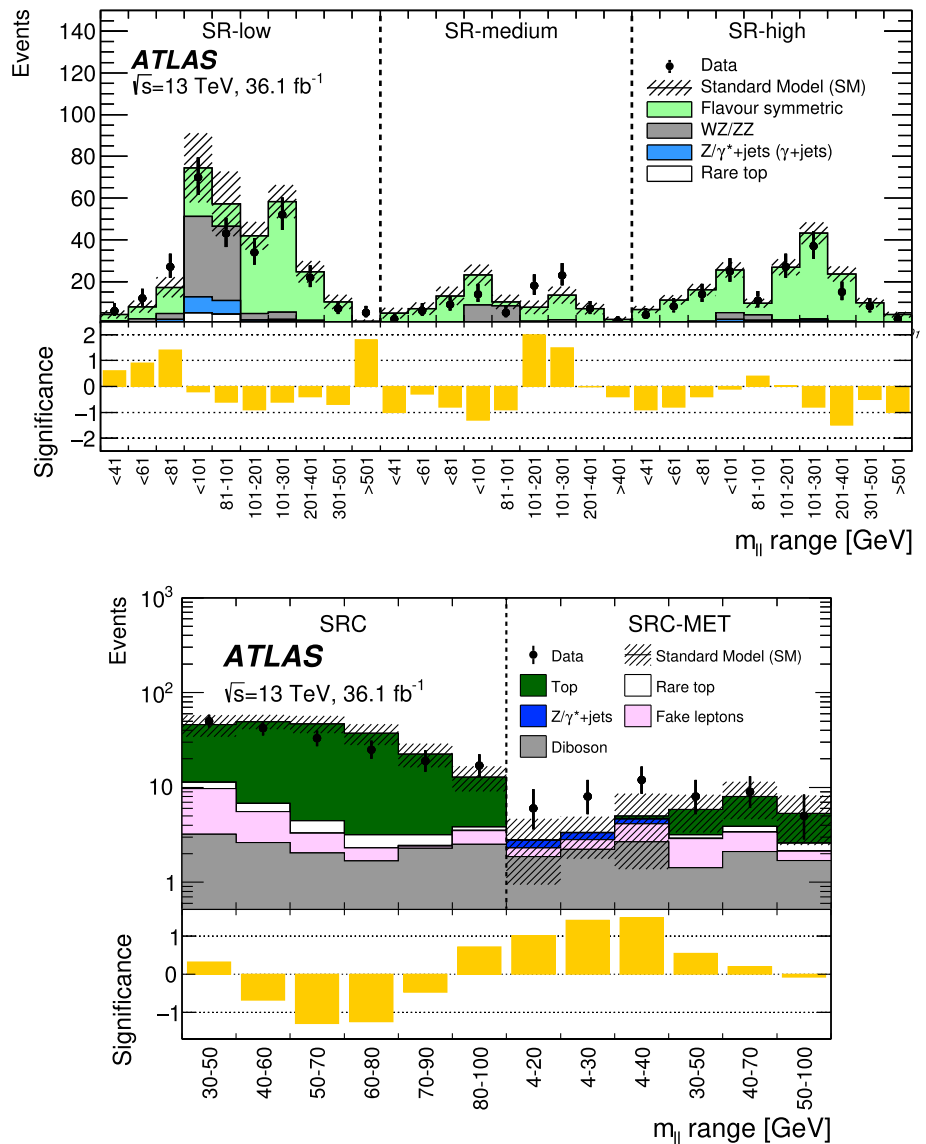 Events
140
120
100
80
60
40
20
SR-low
SR-medium
SR-high
ATLAS
√s=13 TeV, 36.1 fb⁻¹
Data
Standard Model (SM)
Flavour symmetric
WZ/ZZ
Z/γ*+jets (γ+jets)
Rare top
Significance
2
1
0
−1
−2
<41
<61
<81
<101
81-101
101-201
101-301
201-401
301-501
>501
<41
<61
<81
<101
81-101
101-201
101-301
201-401
>401
<41
<61
<81
<101
81-101
101-201
101-301
201-401
301-501
>501
m_ll range [GeV]
Events
10³
10²
10
1
SRC
SRC-MET
ATLAS
√s=13 TeV, 36.1 fb⁻¹
Data
Standard Model (SM)
Top
Rare top
Z/γ*+jets
Fake leptons
Diboson
Significance
1
0
−1
30-50
40-60
50-70
60-80
70-90
80-100
4-20
4-30
4-40
30-50
40-70
50-100
m_ll range [GeV]